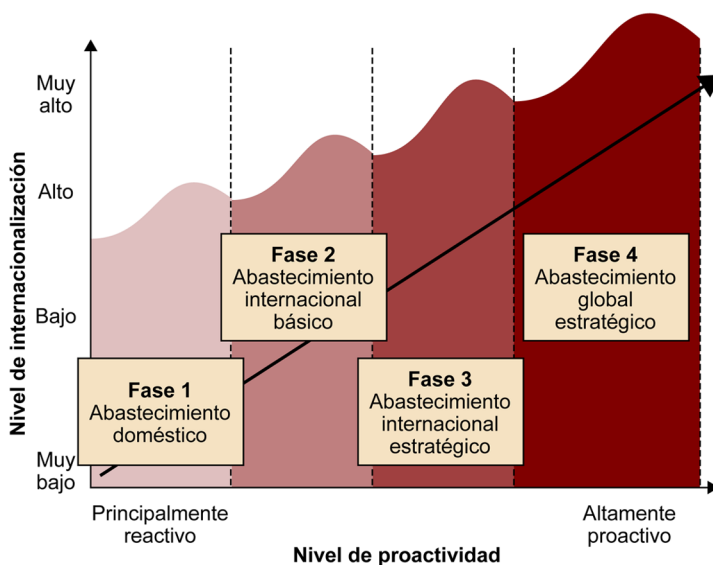 Nivel de internacionalización
Muy
alto
Alto
Bajo
Muy
bajo
Fase 1
Abastecimiento
doméstico
Fase 2
Abastecimiento
internacional
básico
Fase 3
Abastecimiento
internacional
estratégico
Fase 4
Abastecimiento
global
estratégico
Principalmente
reactivo
Altamente
proactivo
Nivel de proactividad